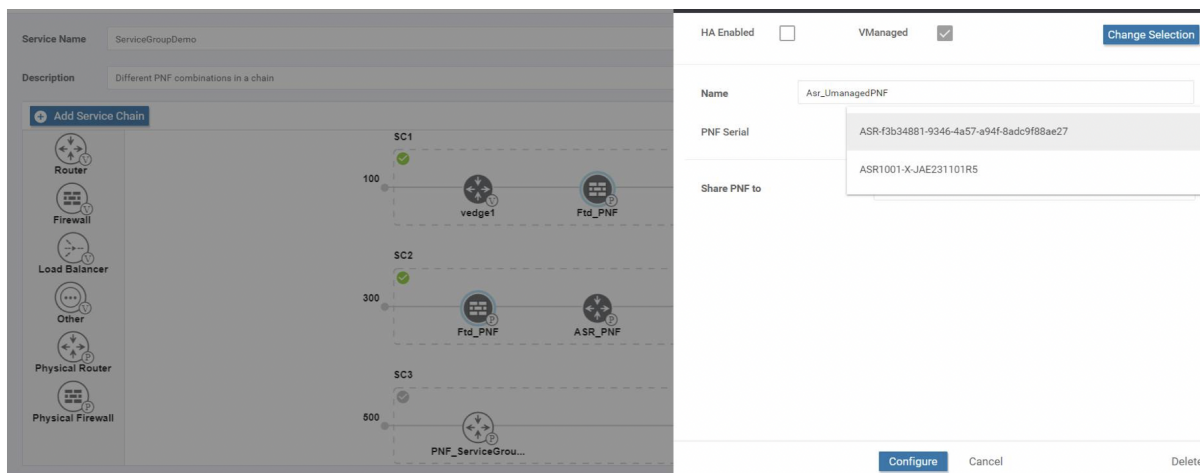 Service Name
ServiceGroupDemo
Description
Different PNF combinations in a chain
Add Service Chain
Router
V
Firewall
V
Load Balancer
V
Other
V
Physical Router
P
Physical Firewall
P
SC1
100
vedge1
V
Ftd_PNF
P
SC2
300
Ftd_PNF
P
ASR_PNF
P
SC3
500
PNF_ServiceGrou...
P
HA Enabled
VManaged
Change Selection
Name
Asr_UmanagedPNF
PNF Serial
ASR-f3b34881-9346-4a57-a94f-8adc9f88ae27
ASR1001-X-JAE231101R5
Share PNF to
Configure
Cancel
Delete